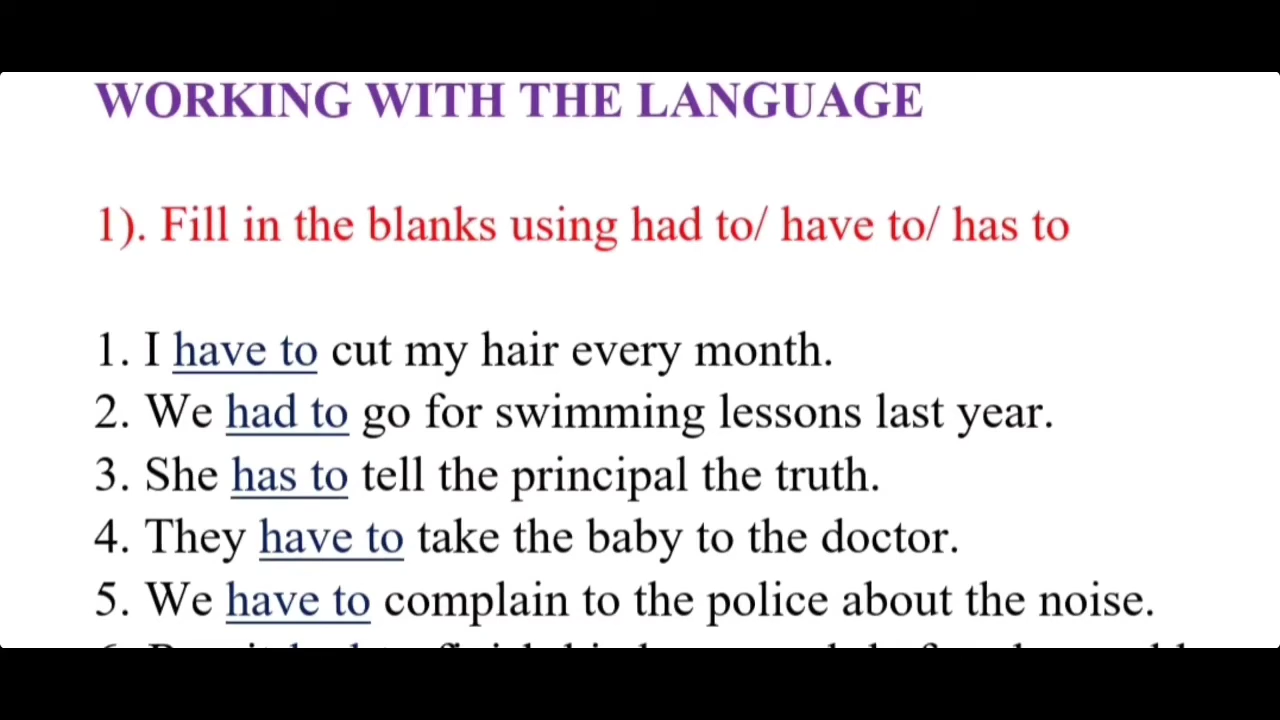 WORKING WITH THE LANGUAGE
1). Fill in the blanks using had to/ have to/ has to
1. I have to cut my hair every month.
2. We had to go for swimming lessons last year.
3. She has to tell the principal the truth.
4. They have to take the baby to the doctor.
5. We have to complain to the police about the noise.